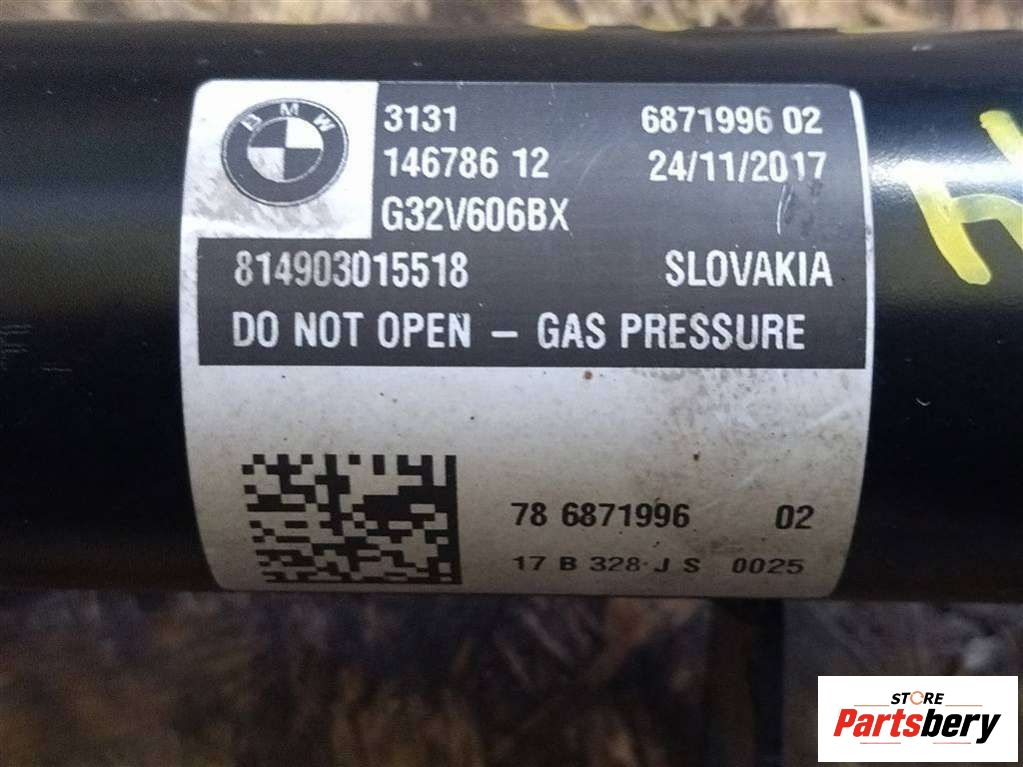 BMW
3131 6871996 02
146786 12 24/11/2017
G32V606BX
814903015518 SLOVAKIA
DO NOT OPEN – GAS PRESSURE
78 6871996 02
17 B 328 J S 0025
STORE
Partsbery